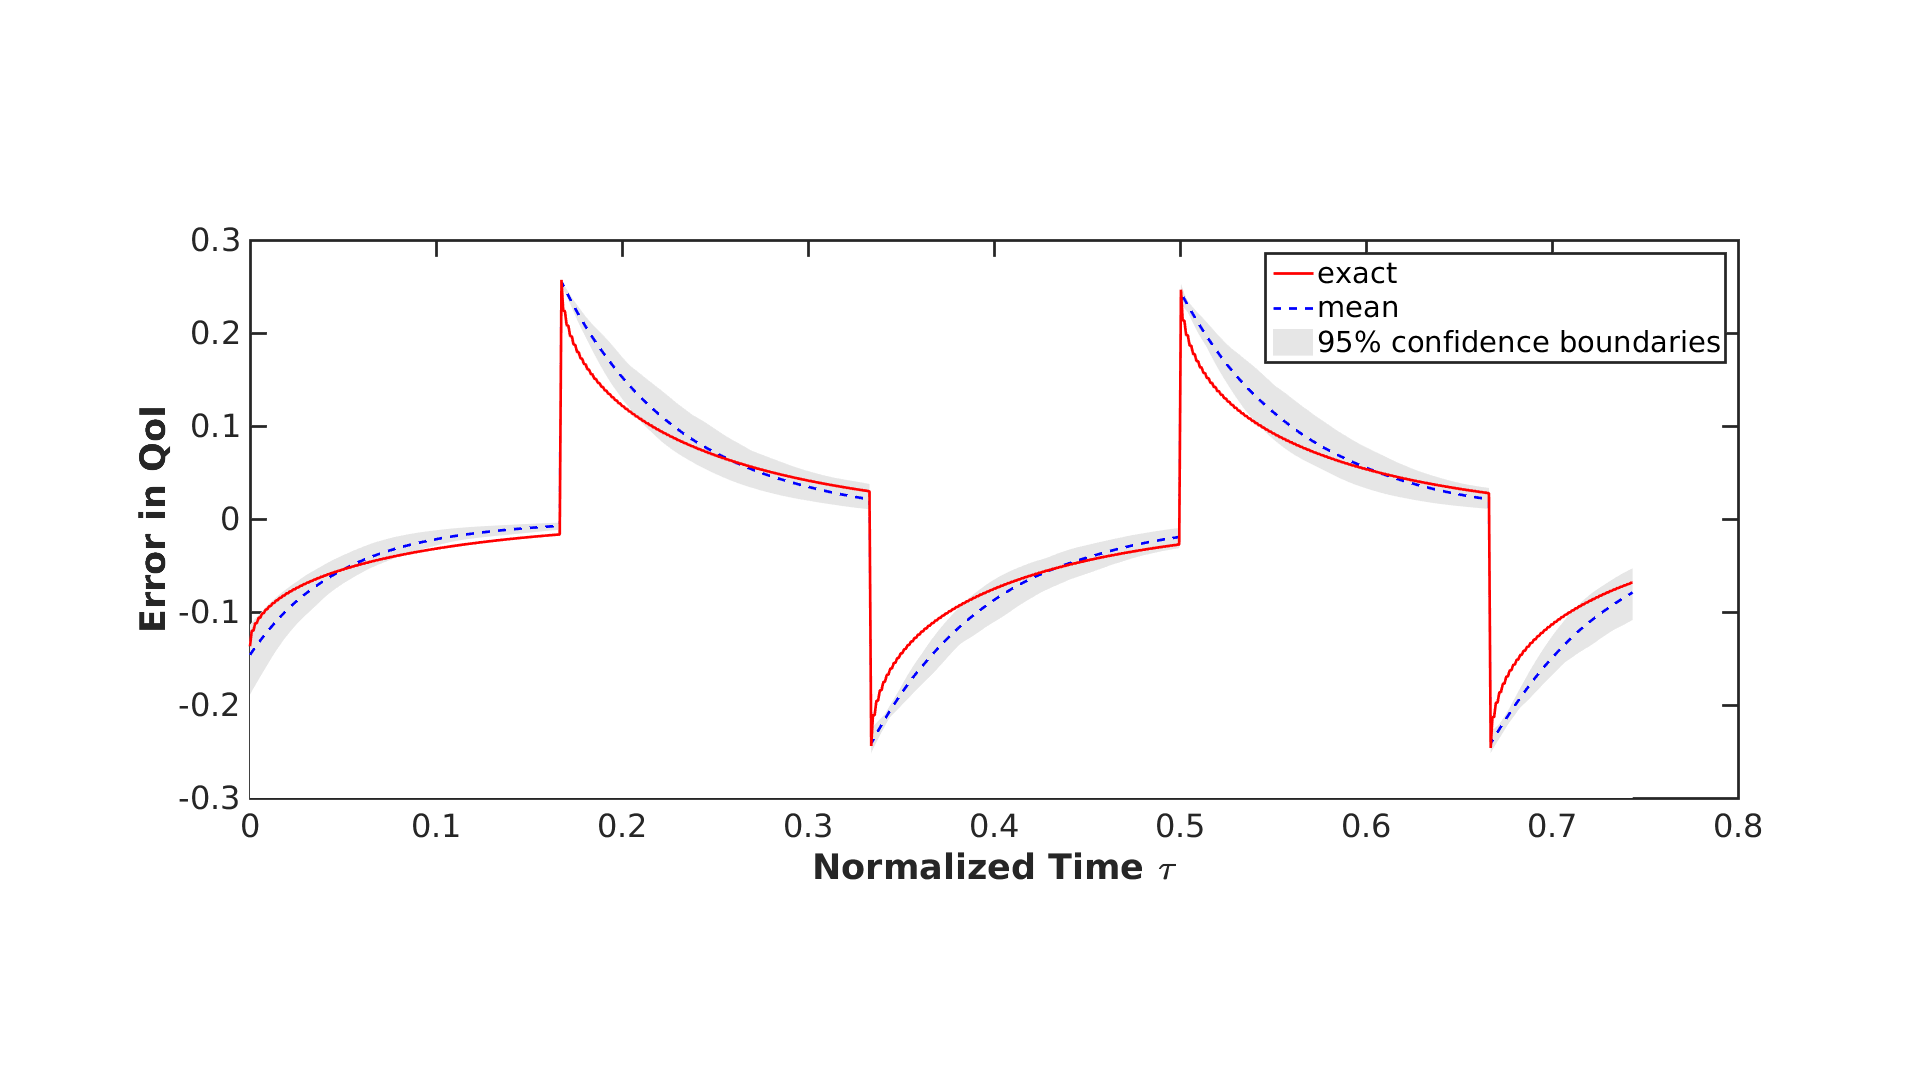 0.3
0.2
0.1
0
-0.1
-0.2
-0.3
Error in QoI
exact
mean
95% confidence boundaries
0 0.1 0.2 0.3 0.4 0.5 0.6 0.7 0.8
Normalized Time τ